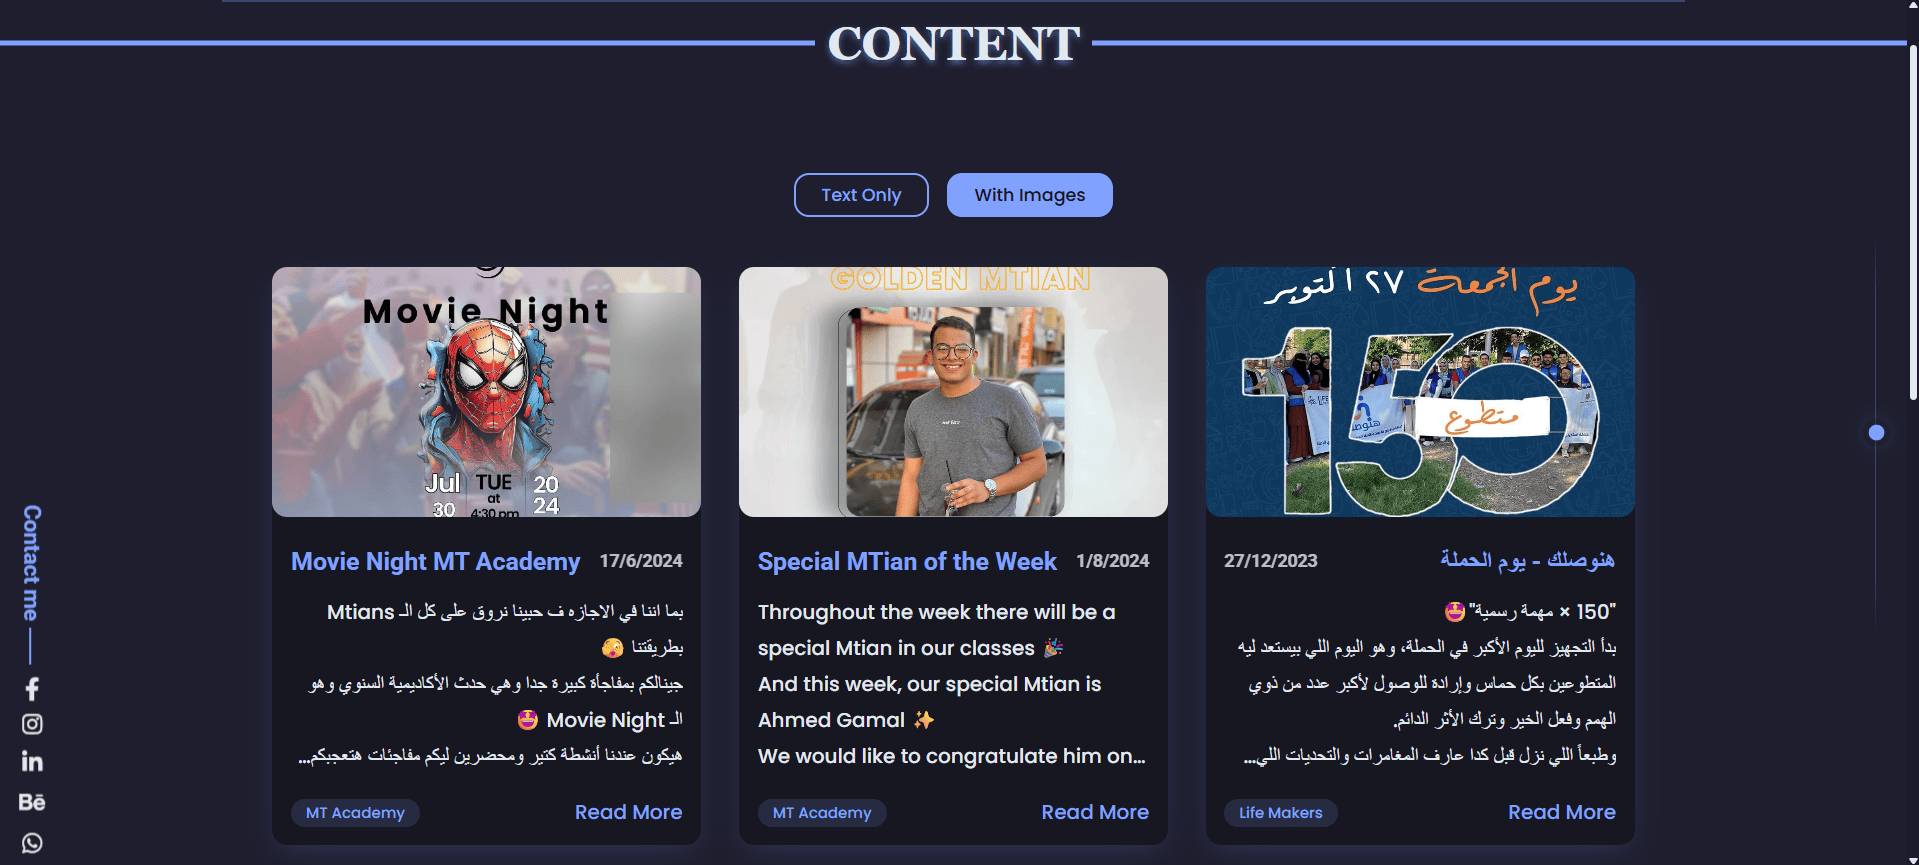 CONTENT
Text Only
With Images
Movie Night
Jul
30
TUE
at
4:30 pm
20
24
Movie Night MT Academy
17/6/2024
بما اننا في الاجازه ف حبينا نروق على كل الـ Mtians
بطريقتنا 🫣
جينالكم بمفاجأة كبيرة جدا وهي حدث الأكاديمية السنوي وهو
الـ Movie Night 🤩
هيكون عندنا أنشطة كتير ومحضرين ليكم مفاجئات هتعجبكم...
MT Academy
Read More
GOLDEN MTIAN
Special MTian of the Week
1/8/2024
Throughout the week there will be a
special Mtian in our classes 🎉
And this week, our special Mtian is
Ahmed Gamal ✨
We would like to congratulate him on...
MT Academy
Read More
يوم الجمعة ٢٧ أكتوبر
150
متطوع
هنوصلك - يوم الحملة
27/12/2023
"150 × مهمة رسمية" 🤩
بدأ التجهيز لليوم الأكبر في الحملة، وهو اليوم اللي بيستعد ليه
المتطوعين بكل حماس وإرادة للوصول لأكبر عدد من ذوي
الهمم وفعل الخير وترك الأثر الدائم.
وطبعاً اللي نزل قبل كدا عارف المغامرات والتحديات اللي...
Life Makers
Read More
Contact me